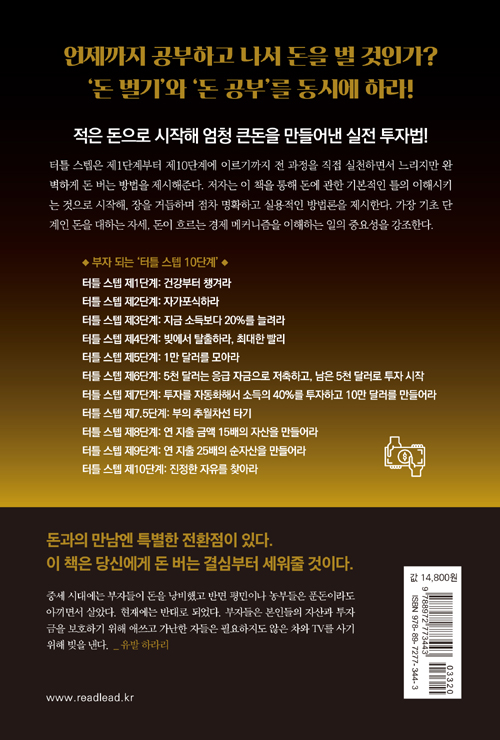 언제까지 공부하고 나서 돈을 벌 것인가?
‘돈 벌기’와 ‘돈 공부’를 동시에 하라!
적은 돈으로 시작해 엄청 큰돈을 만들어낸 실전 투자법!
터틀 스텝은 제1단계부터 제10단계에 이르기까지 전 과정을 직접 실천하면서 느리지만 완
벽하게 돈 버는 방법을 제시해준다. 저자는 이 책을 통해 돈에 관한 기본적인 틀의 이해시키
는 것으로 시작해, 장을 거듭하며 점차 명확하고 실용적인 방법론을 제시한다. 가장 기초 단
계인 돈을 대하는 자세, 돈이 흐르는 경제 메커니즘을 이해하는 일의 중요성을 강조한다.
◆ 부자 되는 ‘터틀 스텝 10단계’ ◆
터틀 스텝 제1단계: 건강부터 챙겨라
터틀 스텝 제2단계: 자가포식하라
터틀 스텝 제3단계: 지금 소득보다 20%를 늘려라
터틀 스텝 제4단계: 빚에서 탈출하라, 최대한 빨리
터틀 스텝 제5단계: 1만 달러를 모아라
터틀 스텝 제6단계: 5천 달러는 응급 자금으로 저축하고, 남은 5천 달러로 투자 시작
터틀 스텝 제7단계: 투자를 자동화해서 소득의 40%를 투자하고 10만 달러를 만들어라
터틀 스텝 제7.5단계: 부의 추월차선 타기
터틀 스텝 제8단계: 연 지출 금액 15배의 자산을 만들어라
터틀 스텝 제9단계: 연 지출 25배의 순자산을 만들어라
터틀 스텝 제10단계: 진정한 자유를 찾아라
돈과의 만남엔 특별한 전환점이 있다.
이 책은 당신에게 돈 버는 결심부터 세워줄 것이다.
중세 시대에는 부자들이 돈을 낭비했고 반면 평민이나 농부들은 푼돈이라도
아끼면서 살았다. 현재에는 반대로 되었다. 부자들은 본인들의 자산과 투자
금을 보호하기 위해 애쓰고 가난한 자들은 필요하지도 않은 차와 TV를 사기
위해 빚을 낸다. _유발 하라리
www.readlead.kr
값 14,800원
9788972773443
03320
ISBN 978-89-7277-344-3